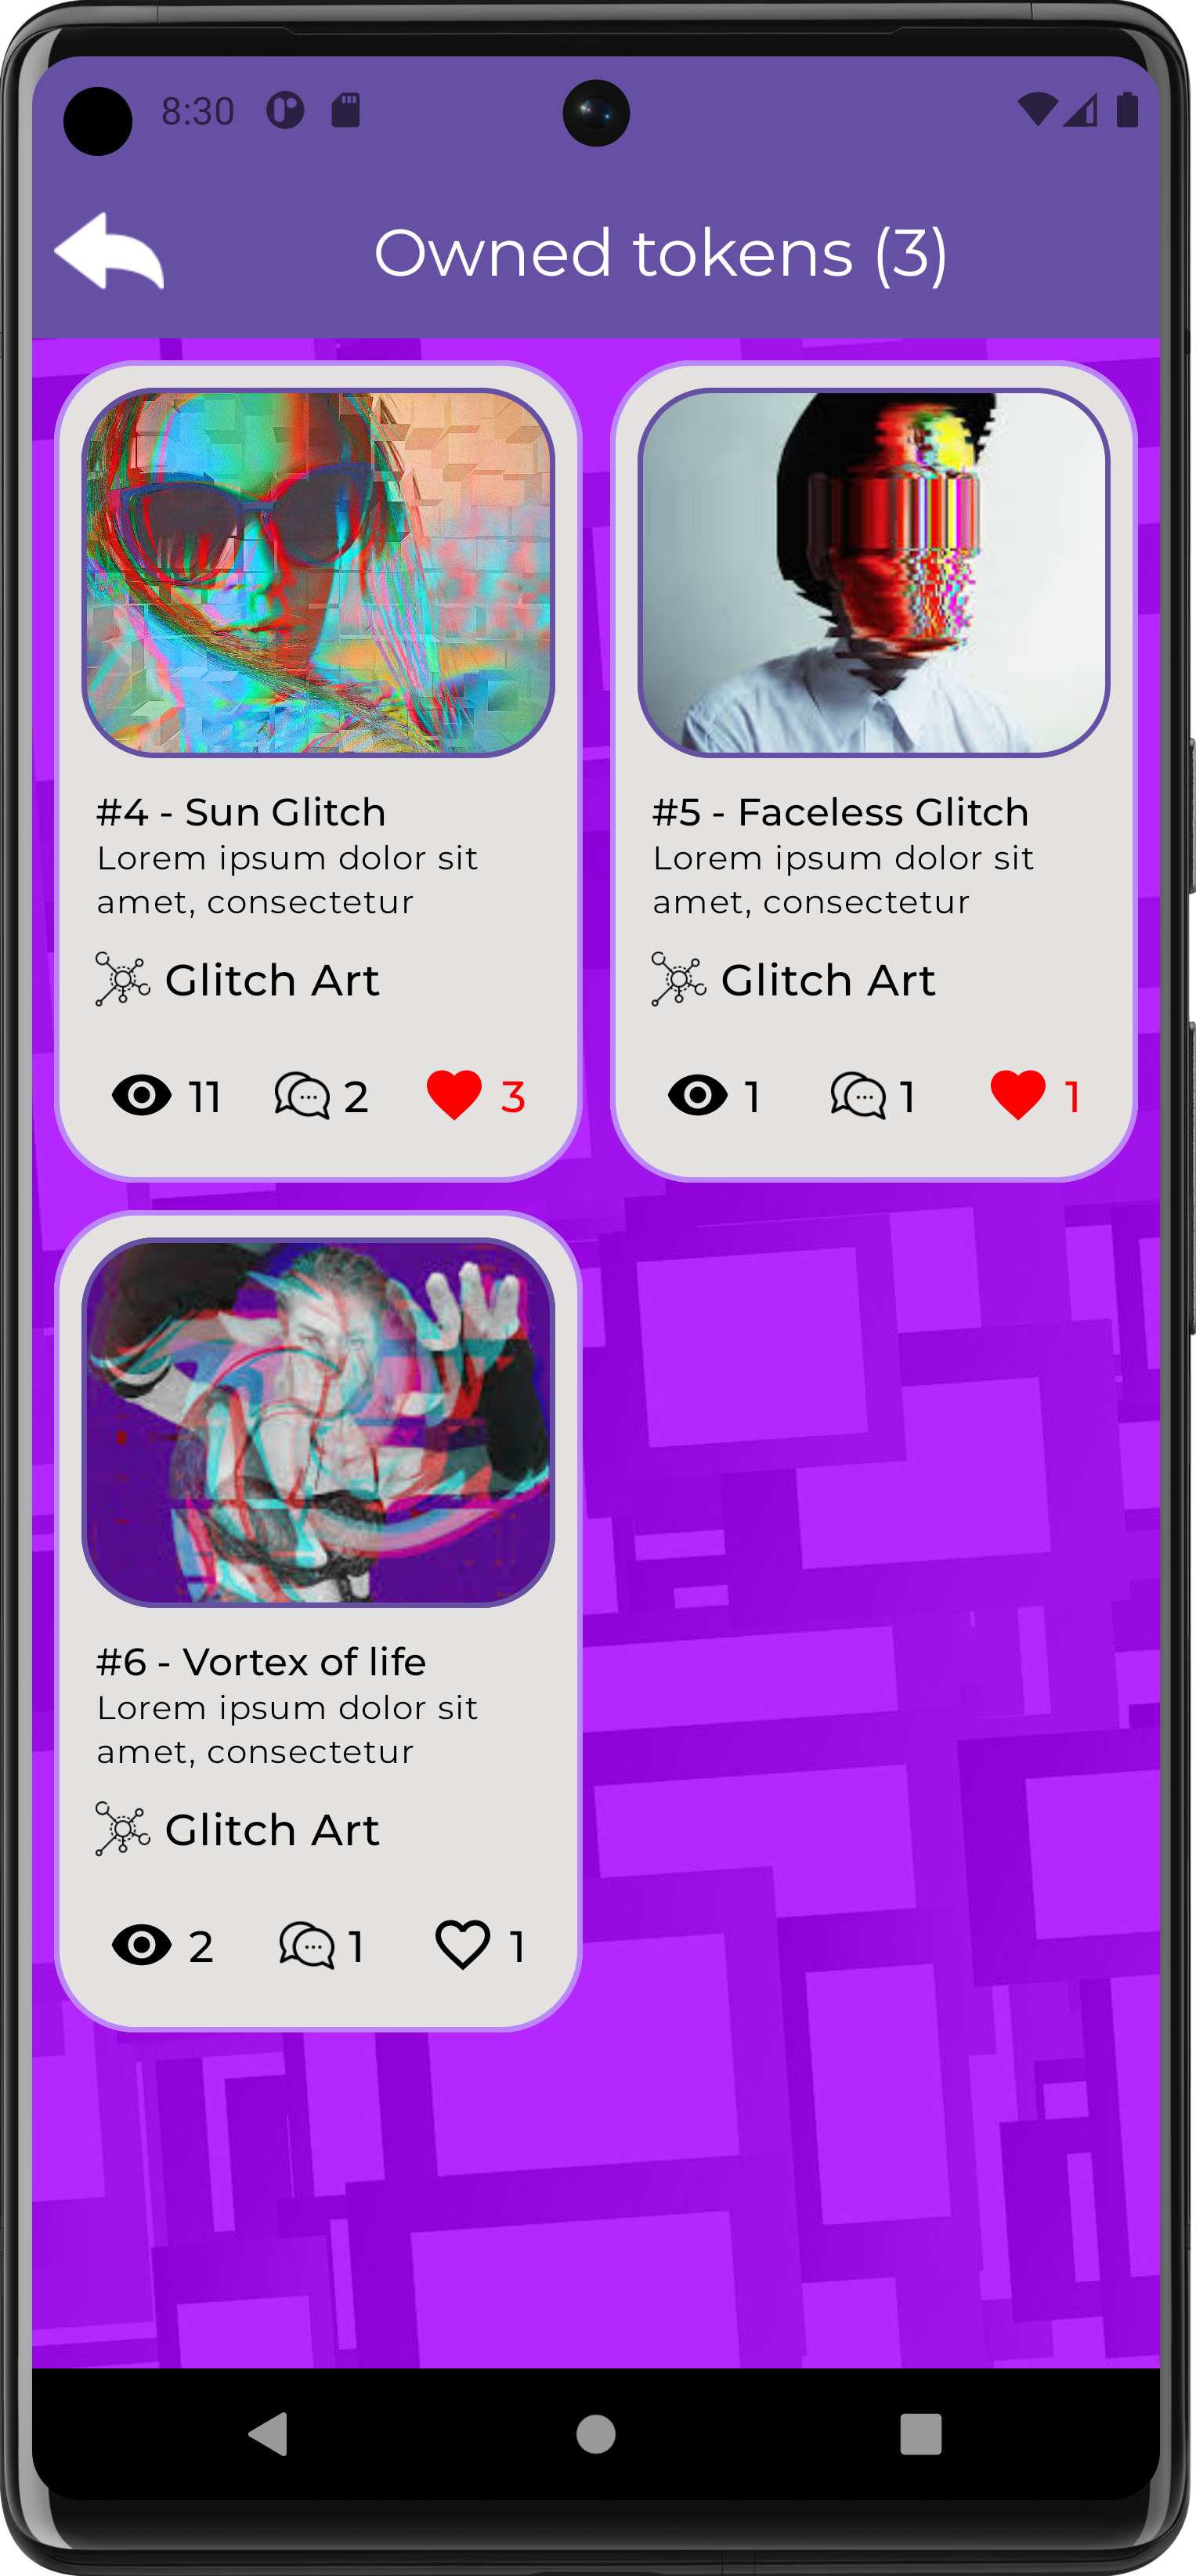 8:30
Owned tokens (3)
#4 - Sun Glitch
Lorem ipsum dolor sit
amet, consectetur
Glitch Art
11 2 3
#5 - Faceless Glitch
Lorem ipsum dolor sit
amet, consectetur
Glitch Art
1 1 1
#6 - Vortex of life
Lorem ipsum dolor sit
amet, consectetur
Glitch Art
2 1 1